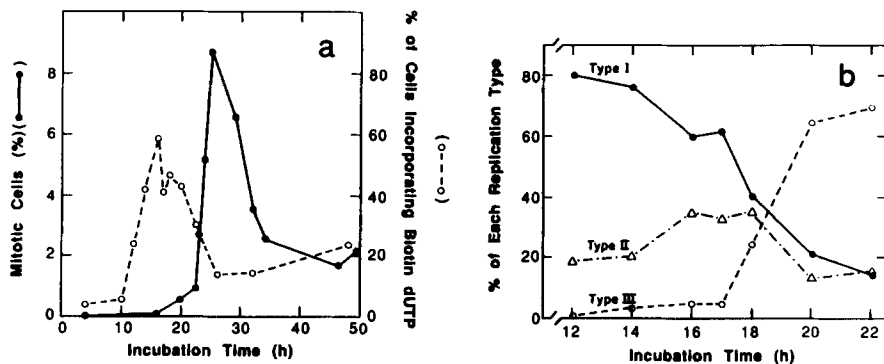 a
Mitotic Cells (%)(●—●)
8
6
4
2
0
% of Cells Incorporating Biotin dUTP
(○---○)
80
60
40
20
0
0 10 20 30 40 50
Incubation Time (h)
b
% of Each Replication Type
80
60
40
20
0
Type I
Type II
Type III
12 14 16 18 20 22
Incubation Time (h)